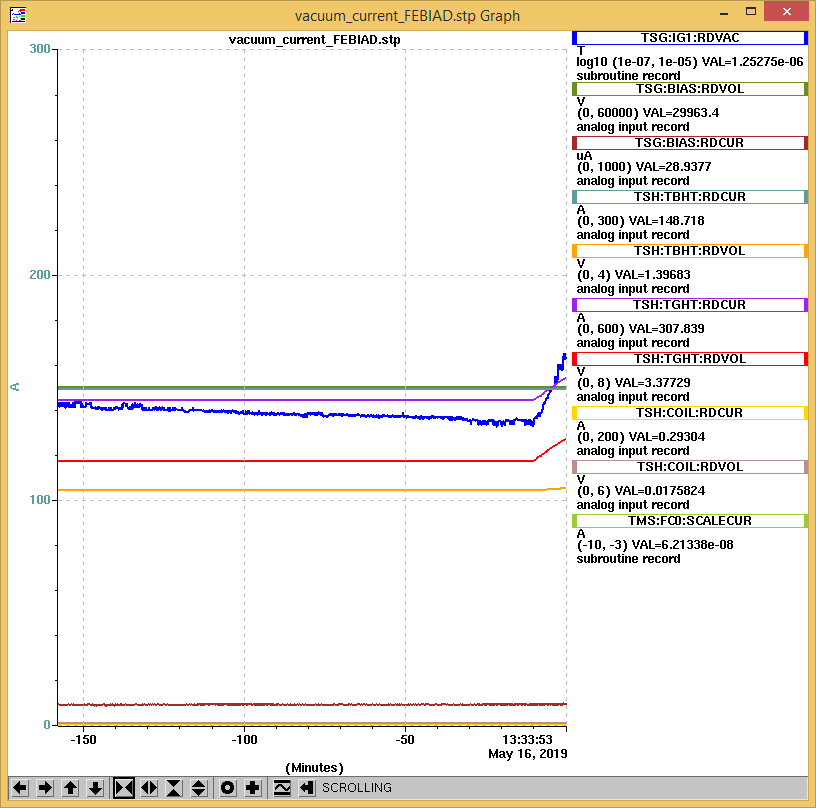 vacuum_current_FEBIAD.stp Graph
vacuum_current_FEBIAD.stp
300
200
A
100
0
-150
-100
-50
13:33:53
May 16, 2019
(Minutes)
TSG:IG1:RDVAC
T
log10 (1e-07, 1e-05) VAL=1.25275e-06
subroutine record
TSG:BIAS:RDVOL
V
(0, 60000) VAL=29963.4
analog input record
TSG:BIAS:RDCUR
uA
(0, 1000) VAL=28.9377
analog input record
TSH:TBHT:RDCUR
A
(0, 300) VAL=148.718
analog input record
TSH:TBHT:RDVOL
V
(0, 4) VAL=1.39683
analog input record
TSH:TGHT:RDCUR
A
(0, 600) VAL=307.839
analog input record
TSH:TGHT:RDVOL
V
(0, 8) VAL=3.37729
analog input record
TSH:COIL:RDCUR
A
(0, 200) VAL=0.29304
analog input record
TSH:COIL:RDVOL
V
(0, 6) VAL=0.0175824
analog input record
TMS:FC0:SCALECUR
A
(-10, -3) VAL=6.21338e-08
subroutine record
SCROLLING